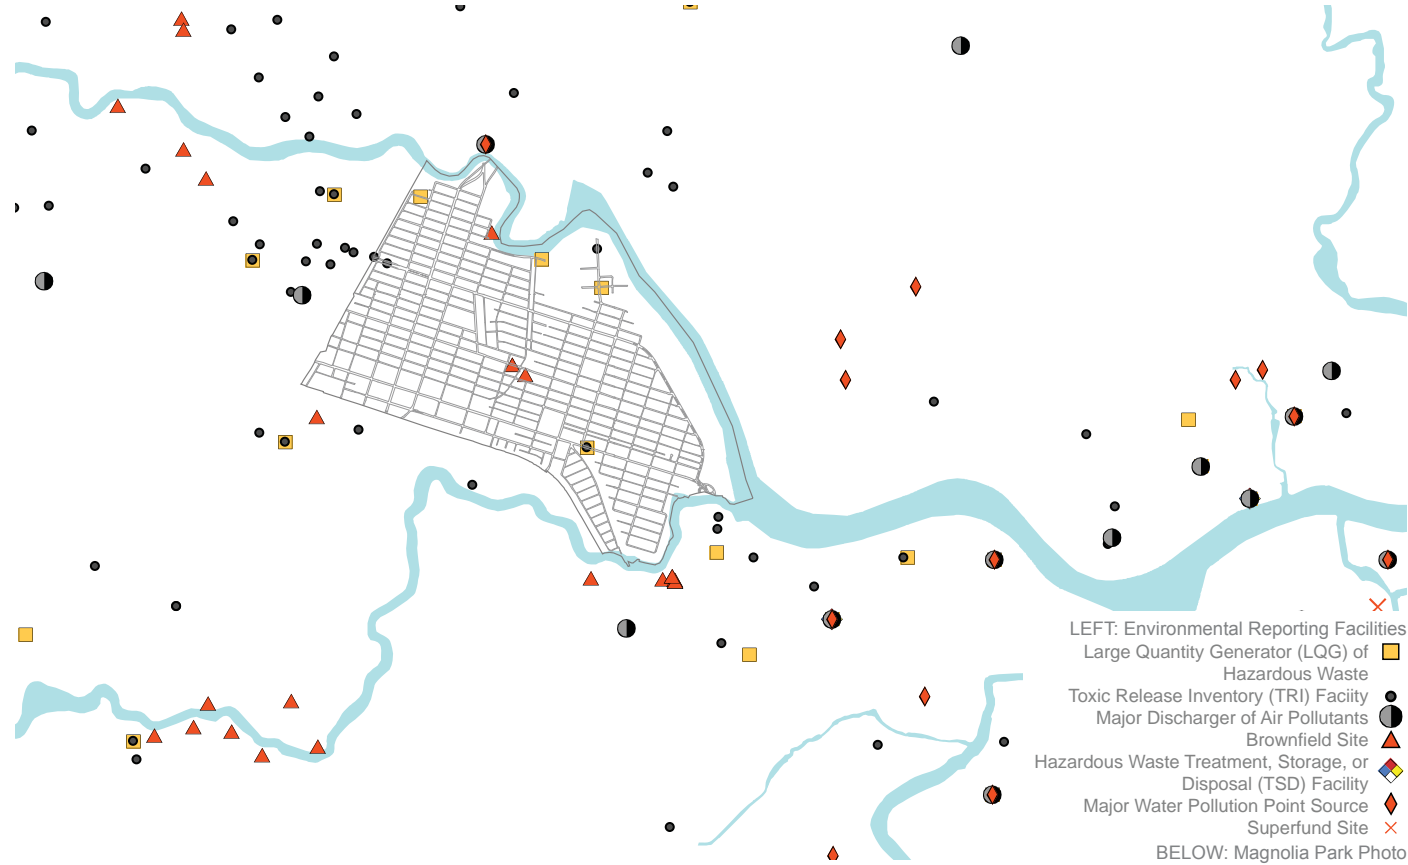 LEFT: Environmental Reporting Facilities
Large Quantity Generator (LQG) of
Hazardous Waste
Toxic Release Inventory (TRI) Faciity
Major Discharger of Air Pollutants
Brownfield Site
Hazardous Waste Treatment, Storage, or
Disposal (TSD) Facility
Major Water Pollution Point Source
Superfund Site
BELOW: Magnolia Park Photo